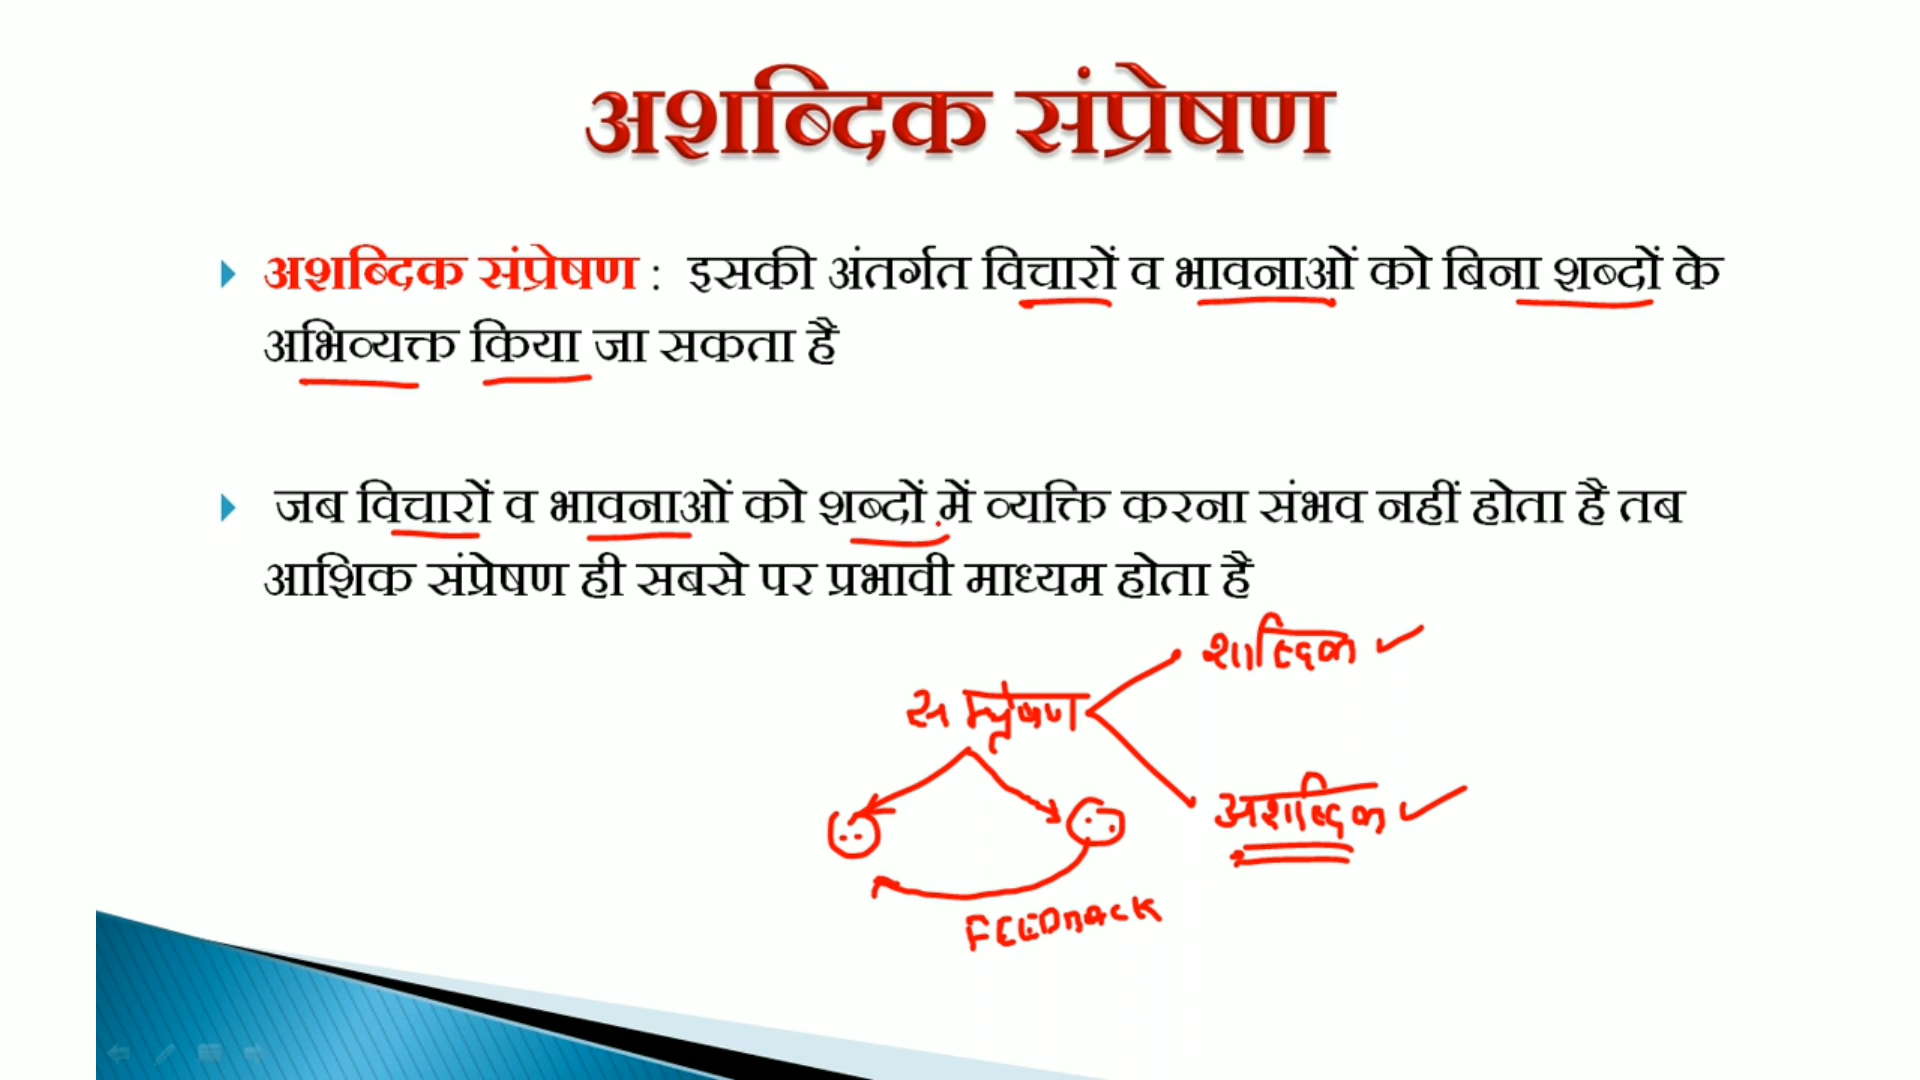 अशब्दिक संप्रेषण
अशब्दिक संप्रेषण : इसकी अंतर्गत विचारों व भावनाओं को बिना शब्दों के
अभिव्यक्त किया जा सकता है
जब विचारों व भावनाओं को शब्दों में व्यक्ति करना संभव नहीं होता है तब
आशिक संप्रेषण ही सबसे पर प्रभावी माध्यम होता है
शाब्दिक
सम्प्रेषण
अशाब्दिक
FEEDBACK